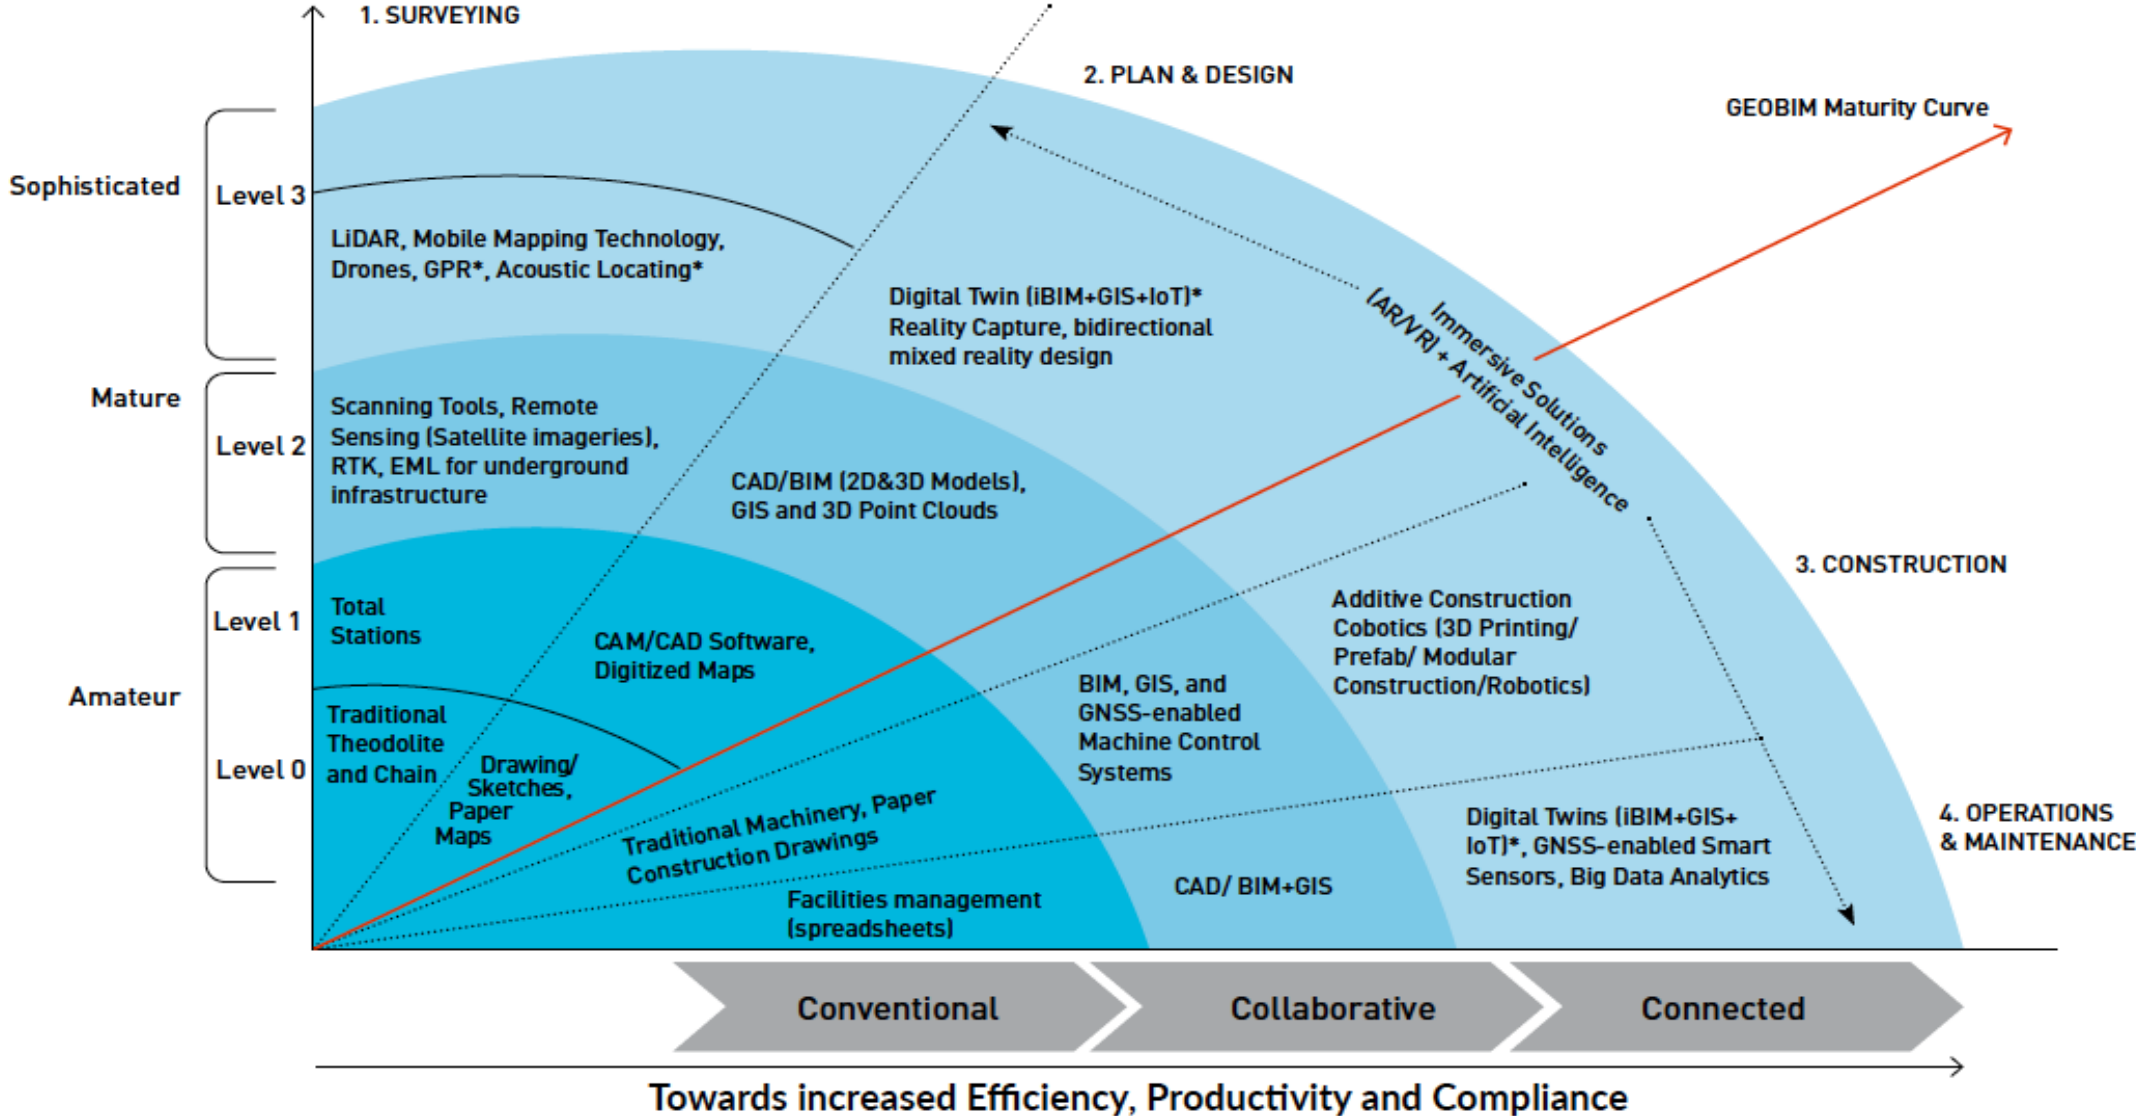 1. SURVEYING
2. PLAN & DESIGN
GEOBIM Maturity Curve
Sophisticated
Level 3
LiDAR, Mobile Mapping Technology,
Drones, GPR*, Acoustic Locating*
Digital Twin (iBIM+GIS+IoT)*
Reality Capture, bidirectional
mixed reality design
Immersive Solutions
(AR/VR) + Artificial Intelligence
Mature
Level 2
Scanning Tools, Remote
Sensing (Satellite imageries),
RTK, EML for underground
infrastructure
CAD/BIM (2D&3D Models),
GIS and 3D Point Clouds
3. CONSTRUCTION
Additive Construction
Cobotics (3D Printing/
Prefab/ Modular
Construction/Robotics)
Amateur
Level 1
Total
Stations
CAM/CAD Software,
Digitized Maps
BIM, GIS, and
GNSS-enabled
Machine Control
Systems
Level 0
Traditional
Theodolite
and Chain
Drawing/
Sketches,
Paper
Maps
Traditional Machinery, Paper
Construction Drawings
Facilities management
(spreadsheets)
CAD/ BIM+GIS
Digital Twins (iBIM+GIS+
IoT)*, GNSS-enabled Smart
Sensors, Big Data Analytics
4. OPERATIONS
& MAINTENANCE
Conventional
Collaborative
Connected
Towards increased Efficiency, Productivity and Compliance